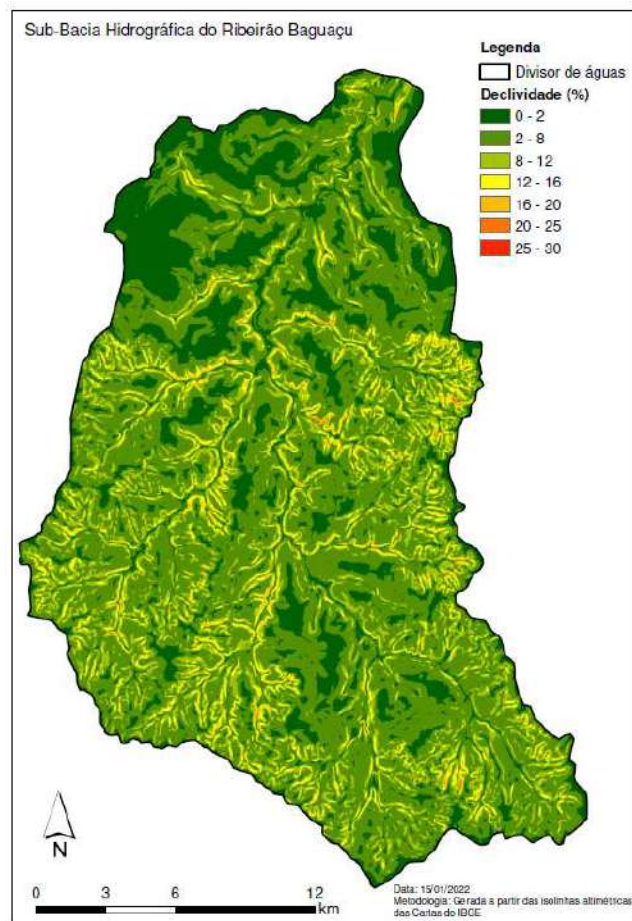 Sub-Bacia Hidrográfica do Ribeirão Baguaçu
Legenda
Divisor de águas
Declividade (%)
0 - 2
2 - 8
8 - 12
12 - 16
16 - 20
20 - 25
25 - 30
N
0 3 6 12
km
Data: 15/01/2022
Metodologia: Gerada a partir das isolinhas altimétricas
das Cartas do IBGE